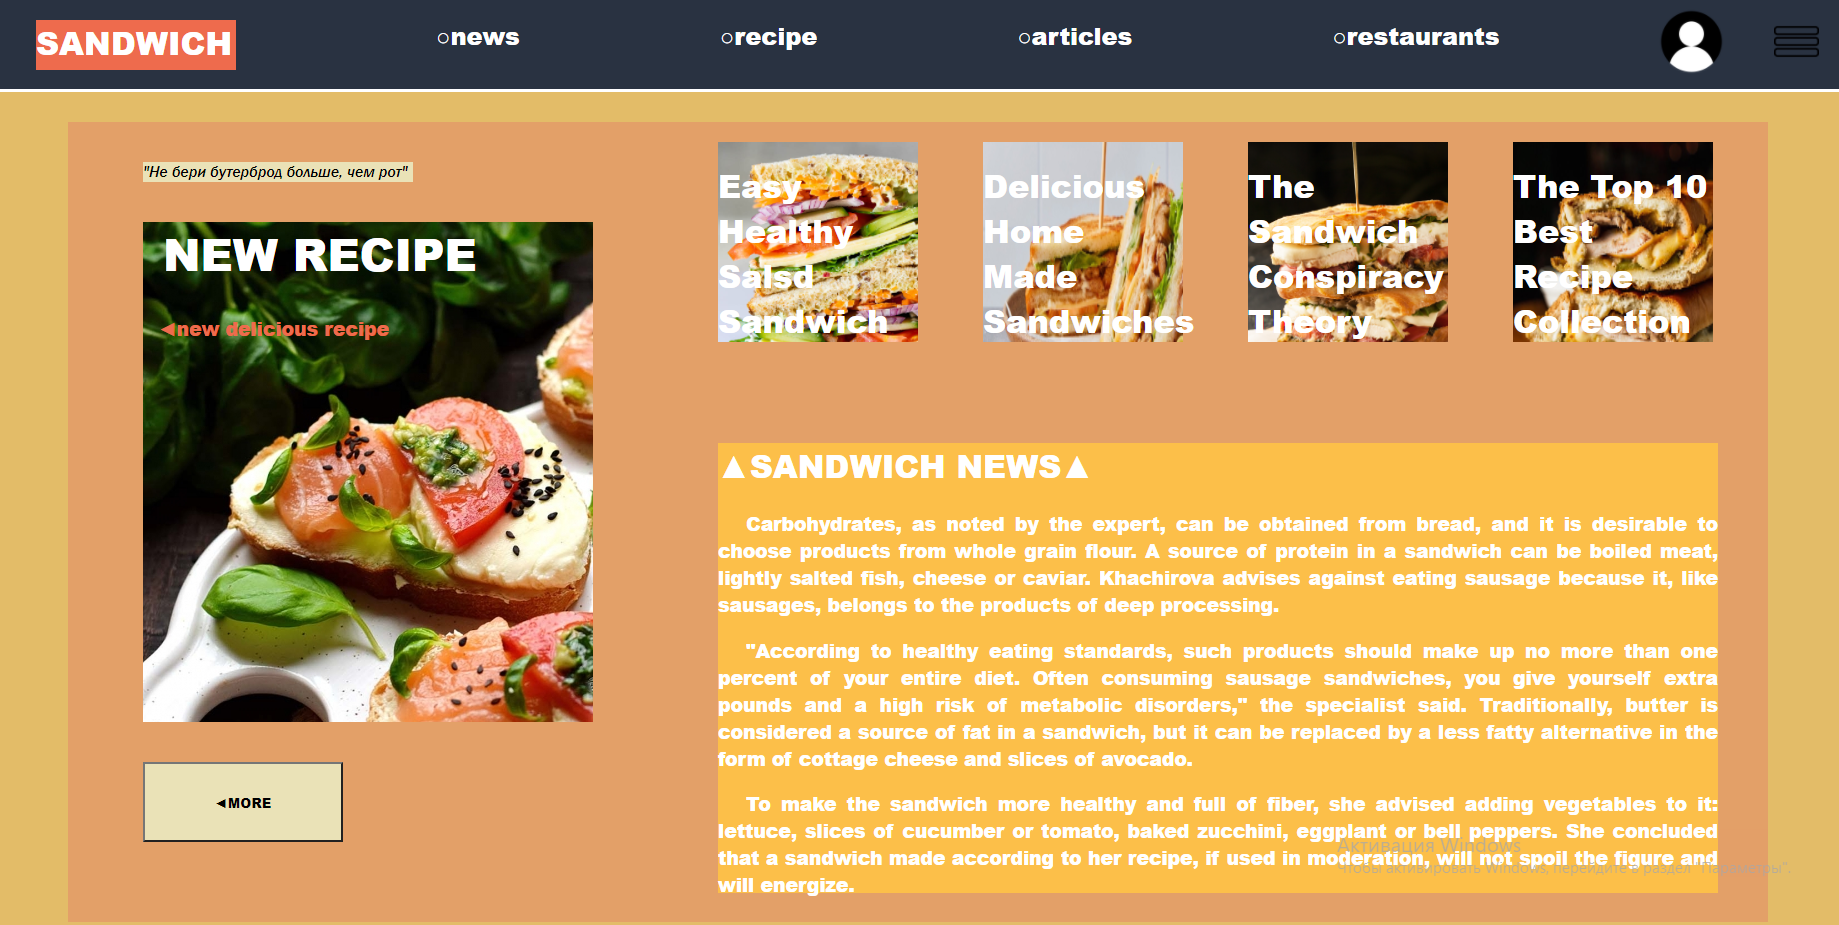 SANDWICH
○news
○recipe
○articles
○restaurants
"Не бери бутерброд больше, чем рот"
NEW RECIPE
◄new delicious recipe
◄MORE
Easy
Healthy
Salsd
Sandwich
Delicious
Home
Made
Sandwiches
The
Sandwich
Conspiracy
Theory
The Top 10
Best
Recipe
Collection
▲SANDWICH NEWS▲
Carbohydrates, as noted by the expert, can be obtained from bread, and it is desirable to
choose products from whole grain flour. A source of protein in a sandwich can be boiled meat,
lightly salted fish, cheese or caviar. Khachirova advises against eating sausage because it, like
sausages, belongs to the products of deep processing.
"According to healthy eating standards, such products should make up no more than one
percent of your entire diet. Often consuming sausage sandwiches, you give yourself extra
pounds and a high risk of metabolic disorders," the specialist said. Traditionally, butter is
considered a source of fat in a sandwich, but it can be replaced by a less fatty alternative in the
form of cottage cheese and slices of avocado.
To make the sandwich more healthy and full of fiber, she advised adding vegetables to it:
lettuce, slices of cucumber or tomato, baked zucchini, eggplant or bell peppers. She concluded
that a sandwich made according to her recipe, if used in moderation, will not spoil the figure and
will energize.
Активация Windows
Чтобы активировать Windows, перейдите в раздел "Параметры".